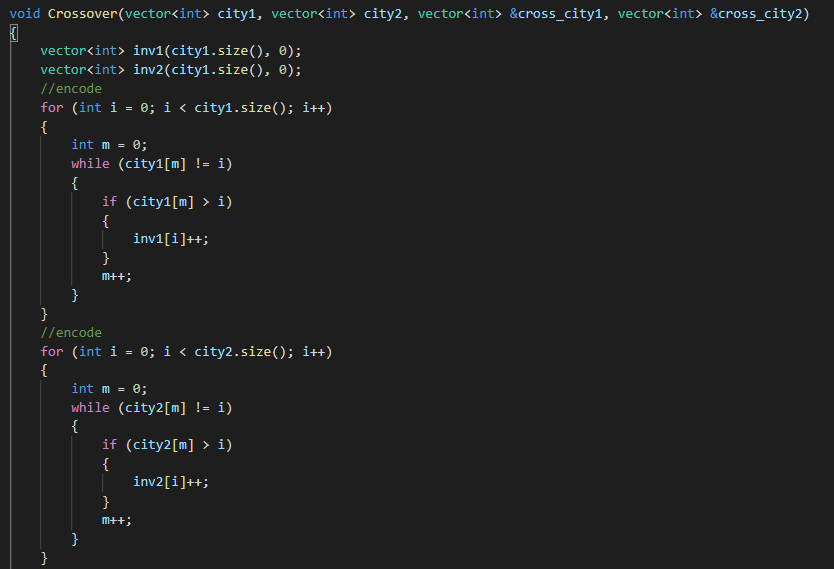 void Crossover(vector<int> city1, vector<int> city2, vector<int> &cross_city1, vector<int> &cross_city2)
{
    vector<int> inv1(city1.size(), 0);
    vector<int> inv2(city1.size(), 0);
    //encode
    for (int i = 0; i < city1.size(); i++)
    {
        int m = 0;
        while (city1[m] != i)
        {
            if (city1[m] > i)
            {
                inv1[i]++;
            }
            m++;
        }
    }
    //encode
    for (int i = 0; i < city2.size(); i++)
    {
        int m = 0;
        while (city2[m] != i)
        {
            if (city2[m] > i)
            {
                inv2[i]++;
            }
            m++;
        }
    }